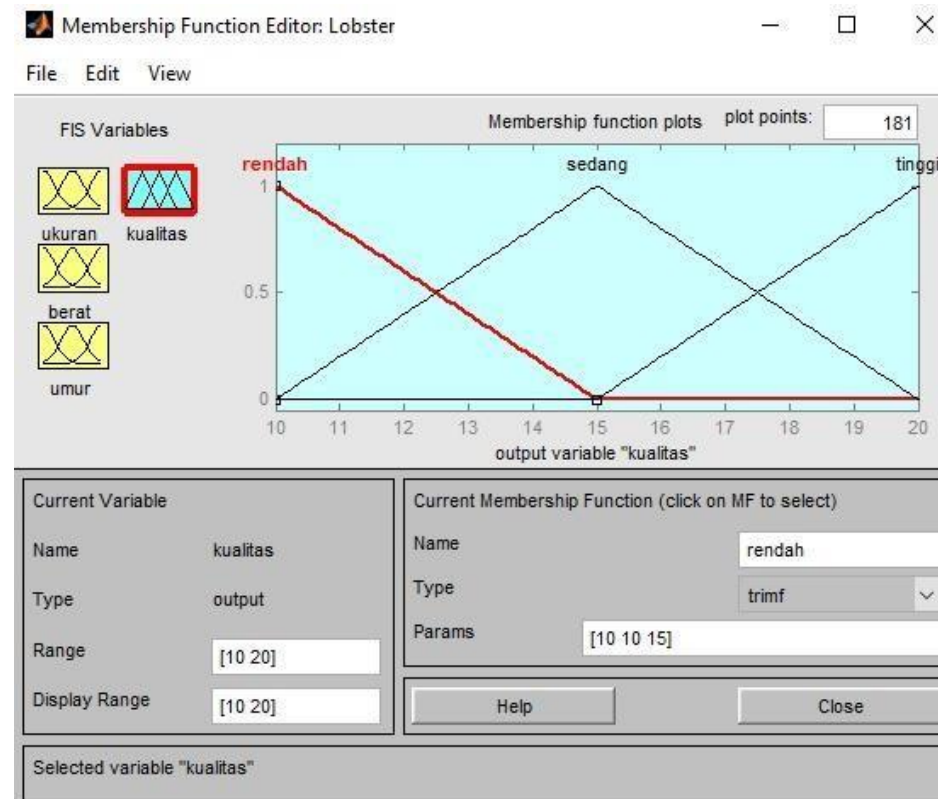 Membership Function Editor: Lobster
File Edit View
FIS Variables
Membership function plots plot points: 181
rendah sedang tinggi
ukuran kualitas
berat
umur
1
0.5
0
10 11 12 13 14 15 16 17 18 19 20
output variable "kualitas"
Current Variable
Name kualitas
Type output
Range [10 20]
Display Range [10 20]
Current Membership Function (click on MF to select)
Name rendah
Type trimf
Params [10 10 15]
Help Close
Selected variable "kualitas"